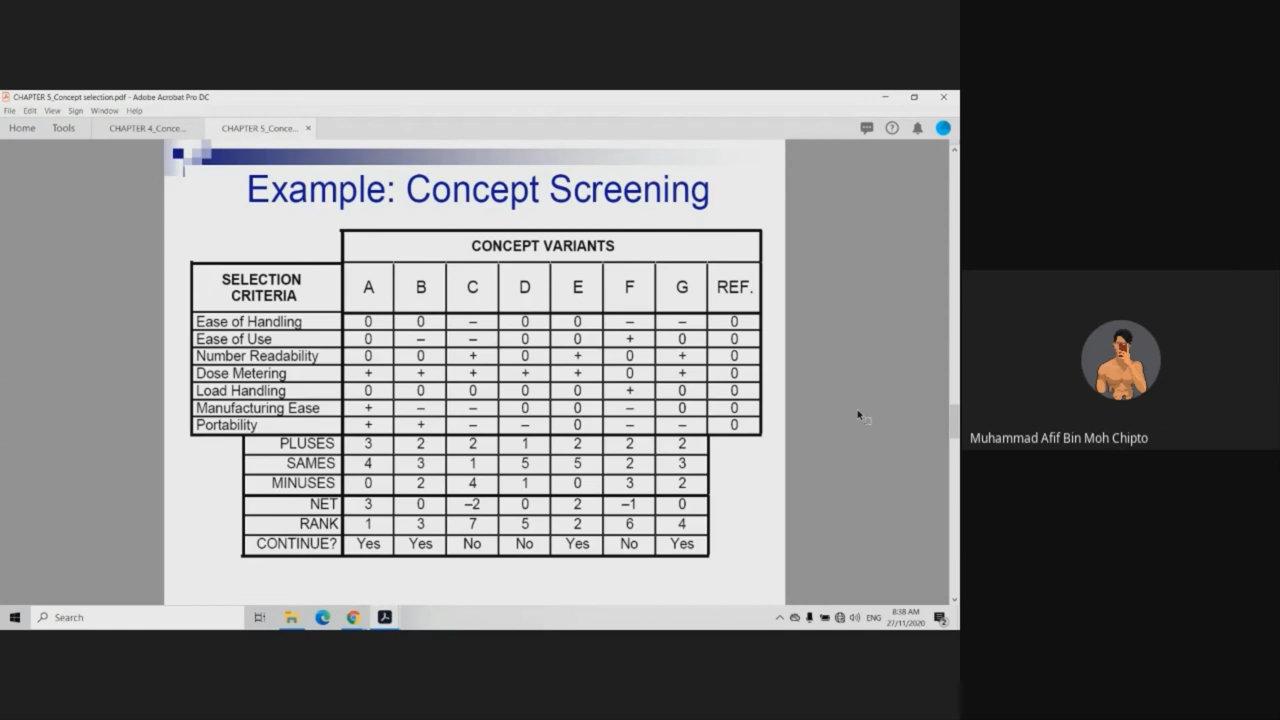 CHAPTER 5_Concept selection.pdf - Adobe Acrobat Pro DC
File Edit View Sign Window Help
Home Tools CHAPTER 4_Conce... CHAPTER 5_Conce... ×
Example: Concept Screening
CONCEPT VARIANTS
SELECTION CRITERIA A B C D E F G REF.
Ease of Handling 0 0 – 0 0 – – 0
Ease of Use 0 – – 0 0 + 0 0
Number Readability 0 0 + 0 + 0 + 0
Dose Metering + + + + + 0 + 0
Load Handling 0 0 0 0 0 + 0 0
Manufacturing Ease + – – 0 0 – 0 0
Portability + + – – 0 – – 0
PLUSES 3 2 2 1 2 2 2
SAMES 4 3 1 5 5 2 3
MINUSES 0 2 4 1 0 3 2
NET 3 0 –2 0 2 –1 0
RANK 1 3 7 5 2 6 4
CONTINUE? Yes Yes No No Yes No Yes
Muhammad Afif Bin Moh Chipto
Search
ENG
8:38 AM
27/11/2020
2